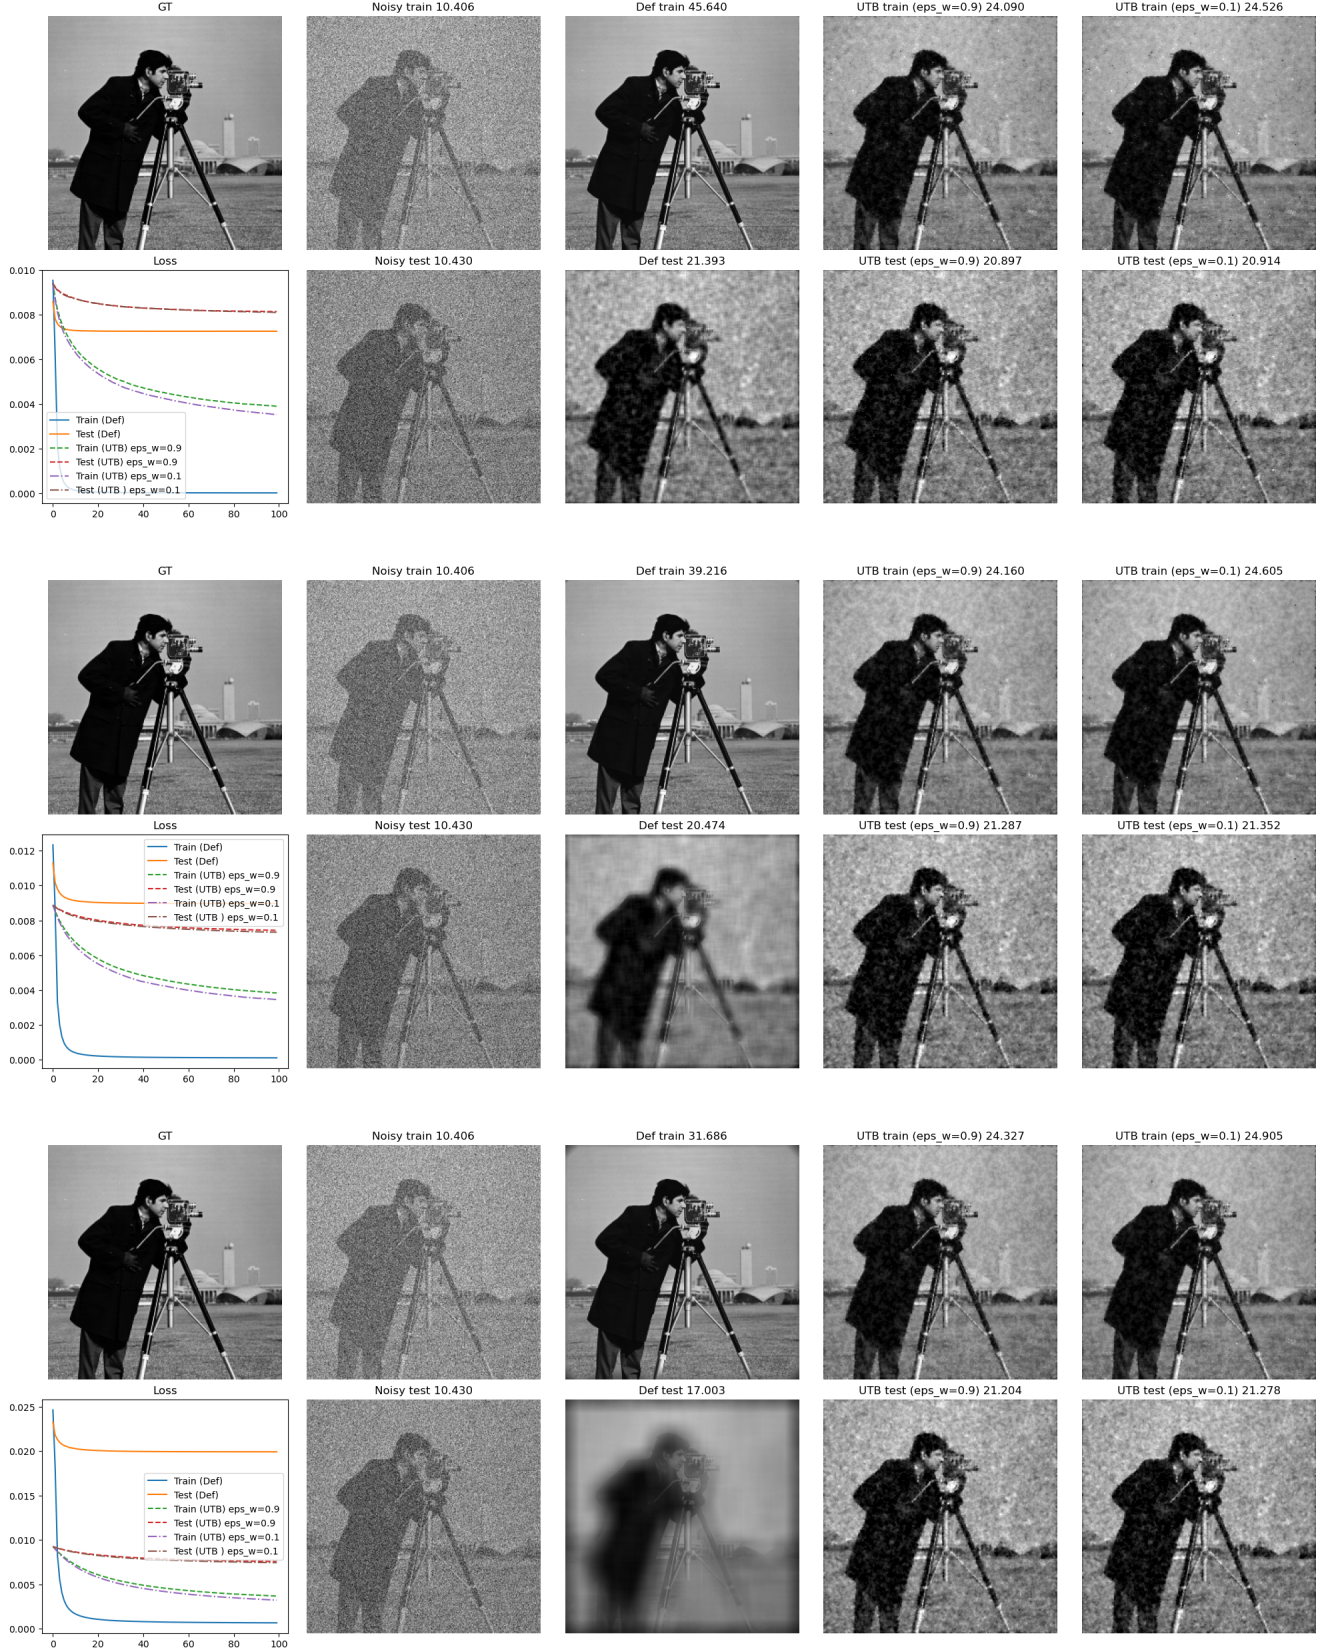 GT
Noisy train 10.406
Def train 45.640
UTB train (eps_w=0.9) 24.090
UTB train (eps_w=0.1) 24.526
Loss
Noisy test 10.430
Def test 21.393
UTB test (eps_w=0.9) 20.897
UTB test (eps_w=0.1) 20.914
0.010
0.008
0.006
0.004
0.002
0.000
Train (Def)
Test (Def)
Train (UTB) eps_w=0.9
Test (UTB) eps_w=0.9
Train (UTB) eps_w=0.1
Test (UTB ) eps_w=0.1
0 20 40 60 80 100
GT
Noisy train 10.406
Def train 39.216
UTB train (eps_w=0.9) 24.160
UTB train (eps_w=0.1) 24.605
Loss
Noisy test 10.430
Def test 20.474
UTB test (eps_w=0.9) 21.287
UTB test (eps_w=0.1) 21.352
0.012
0.010
0.008
0.006
0.004
0.002
0.000
Train (Def)
Test (Def)
Train (UTB) eps_w=0.9
Test (UTB) eps_w=0.9
Train (UTB) eps_w=0.1
Test (UTB ) eps_w=0.1
0 20 40 60 80 100
GT
Noisy train 10.406
Def train 31.686
UTB train (eps_w=0.9) 24.327
UTB train (eps_w=0.1) 24.905
Loss
Noisy test 10.430
Def test 17.003
UTB test (eps_w=0.9) 21.204
UTB test (eps_w=0.1) 21.278
0.025
0.020
0.015
0.010
0.005
0.000
Train (Def)
Test (Def)
Train (UTB) eps_w=0.9
Test (UTB) eps_w=0.9
Train (UTB) eps_w=0.1
Test (UTB ) eps_w=0.1
0 20 40 60 80 100